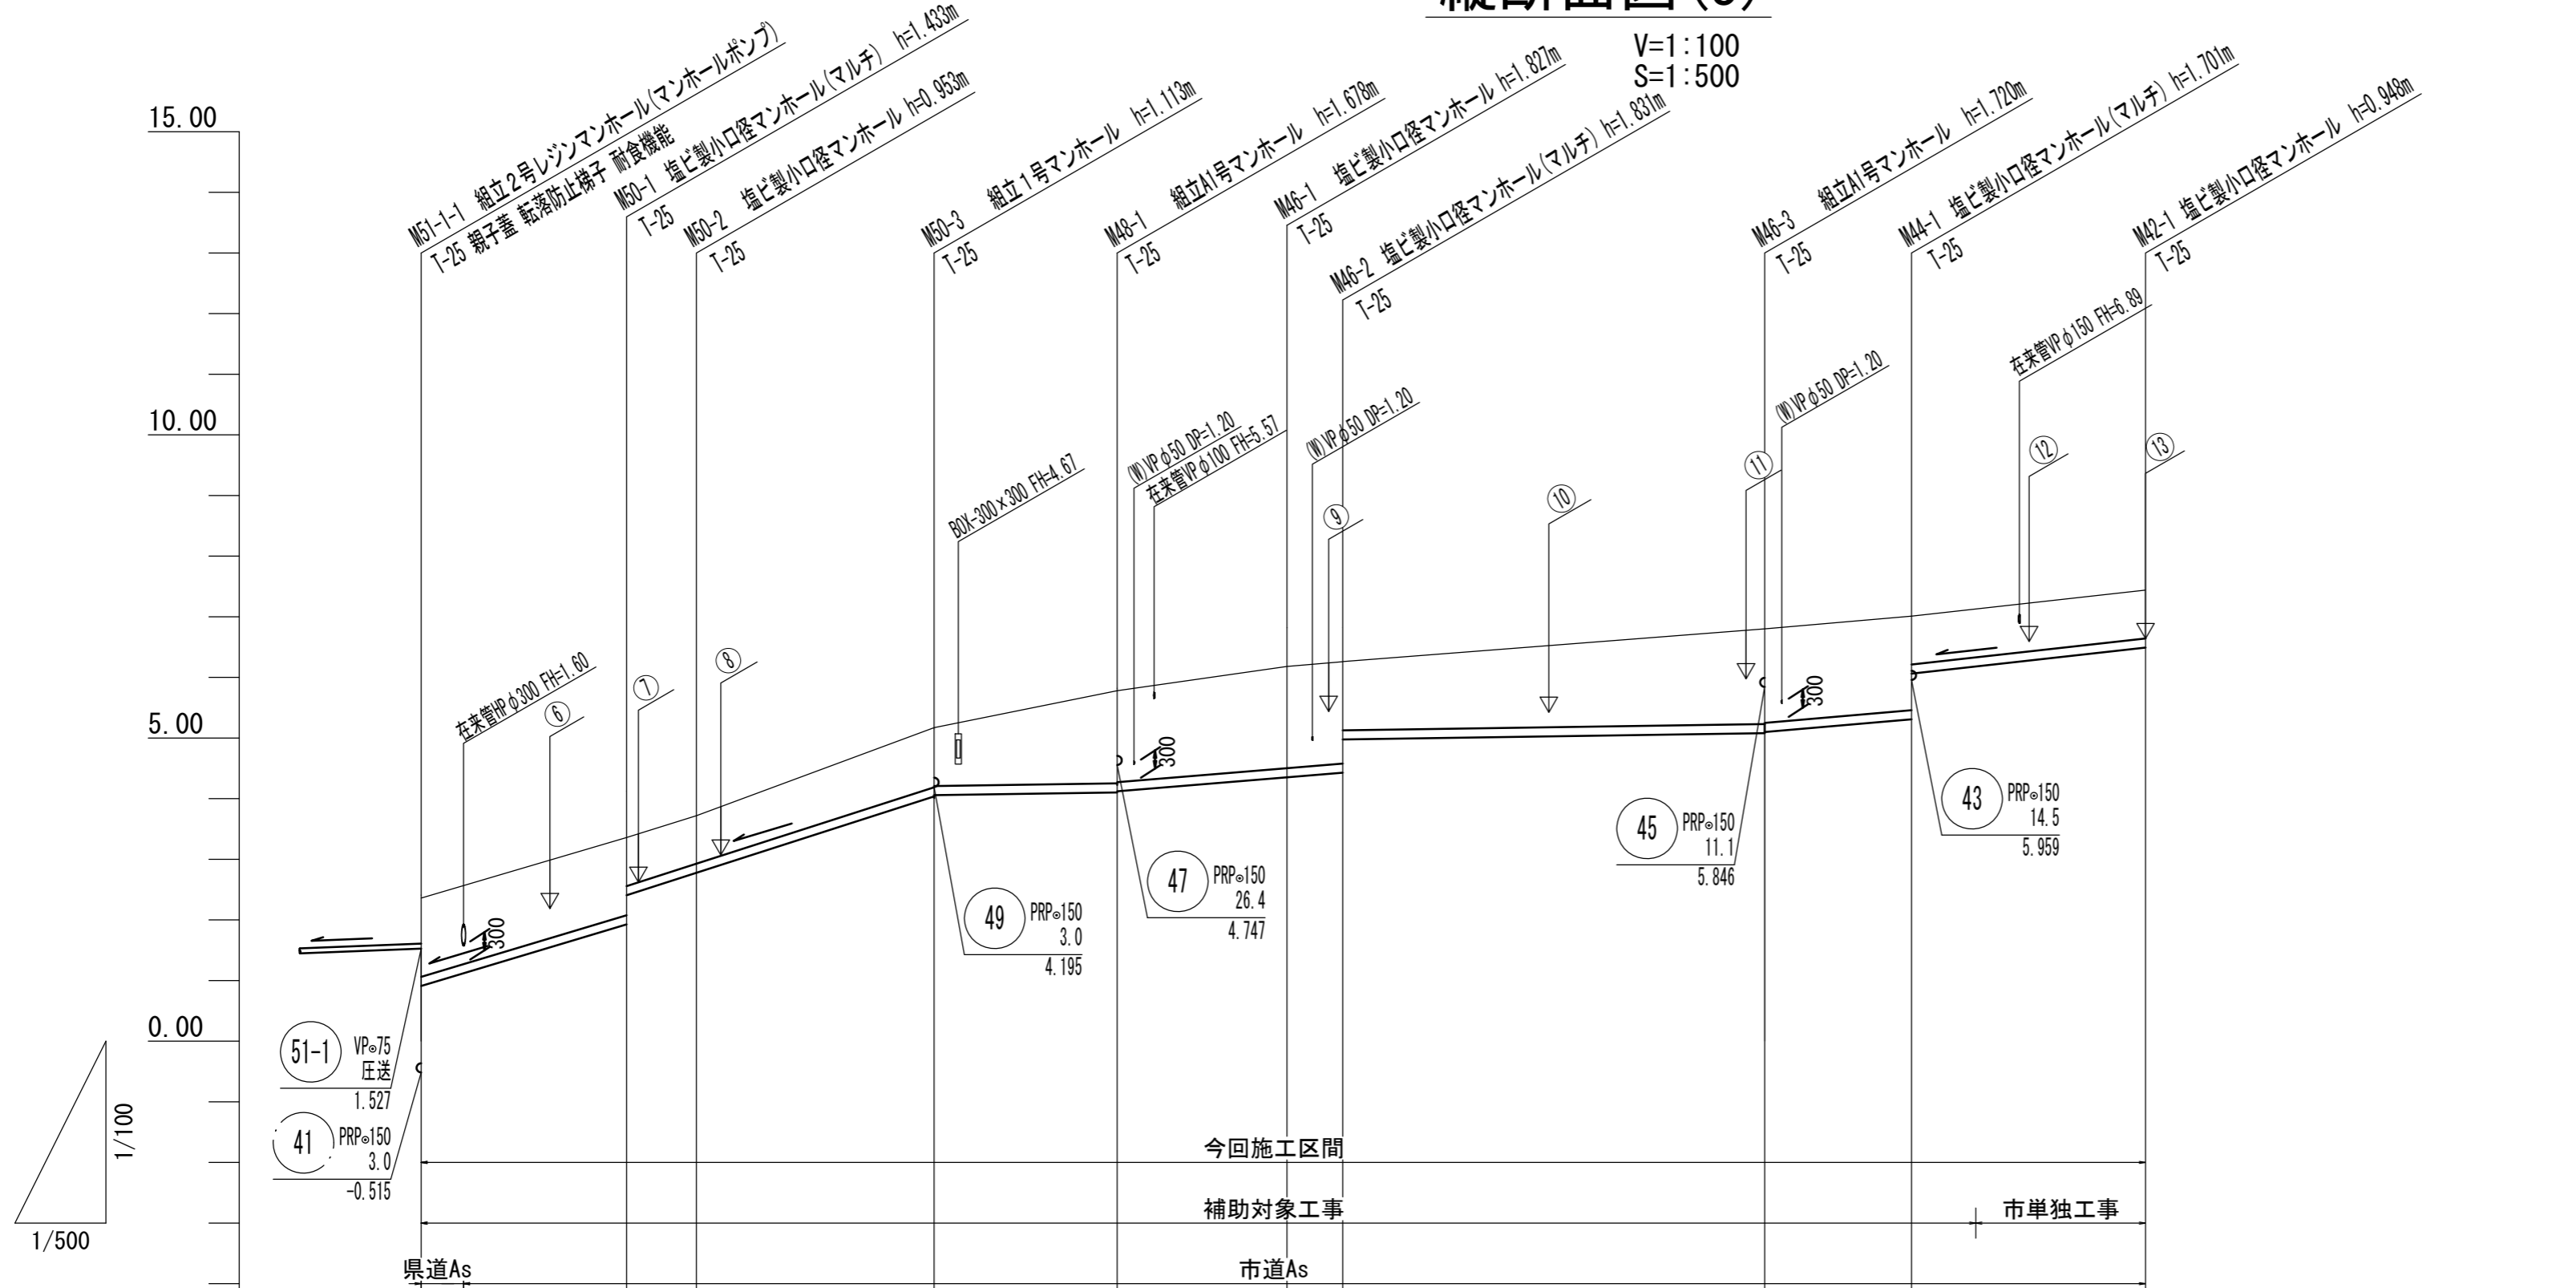 V=1:100
S=1:500
15.00
10.00
5.00
0.00
M51-1-1 組立2号レジンマンホール(マンホールポンプ)
T-25 親子蓋 転落防止梯子 耐食機能
M50-1 塩ビ製小口径マンホール(マルチ) h=1.433m
T-25
M50-2 塩ビ製小口径マンホール h=0.953m
T-25
M50-3 組立1号マンホール h=1.113m
T-25
M48-1 組立A1号マンホール h=1.678m
T-25
M46-1 塩ビ製小口径マンホール h=1.827m
T-25
M46-2 塩ビ製小口径マンホール(マルチ) h=1.831m
T-25
M46-3 組立A1号マンホール h=1.720m
T-25
M44-1 塩ビ製小口径マンホール(マルチ) h=1.701m
T-25
M42-1 塩ビ製小口径マンホール h=0.948m
T-25
在来管HPφ300 FH=1.60
⑥
⑦
⑧
BOX-300×300 FH=4.67
(W)VPφ50 DP=1.20
在来管VPφ100 FH=5.57
(W)VPφ50 DP=1.20
⑨
⑩
⑪
(W)VPφ50 DP=1.20
在来管VPφ150 FH=6.89
⑫
⑬
300
300
300
51-1 VP⌾75
圧送
1.527
41 PRP⌾150
3.0
-0.515
49 PRP⌾150
3.0
4.195
47 PRP⌾150
26.4
4.747
45 PRP⌾150
11.1
5.846
43 PRP⌾150
14.5
5.959
1/100
1/500
今回施工区間
補助対象工事
市単独工事
県道As
市道As